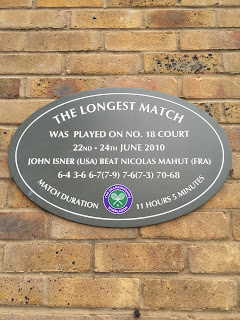 THE LONGEST MATCH
WAS PLAYED ON NO. 18 COURT
22ND - 24TH JUNE 2010
JOHN ISNER (USA) BEAT NICOLAS MAHUT (FRA)
6-4 3-6 6-7(7-9) 7-6(7-3) 70-68
MATCH DURATION 11 HOURS 5 MINUTES